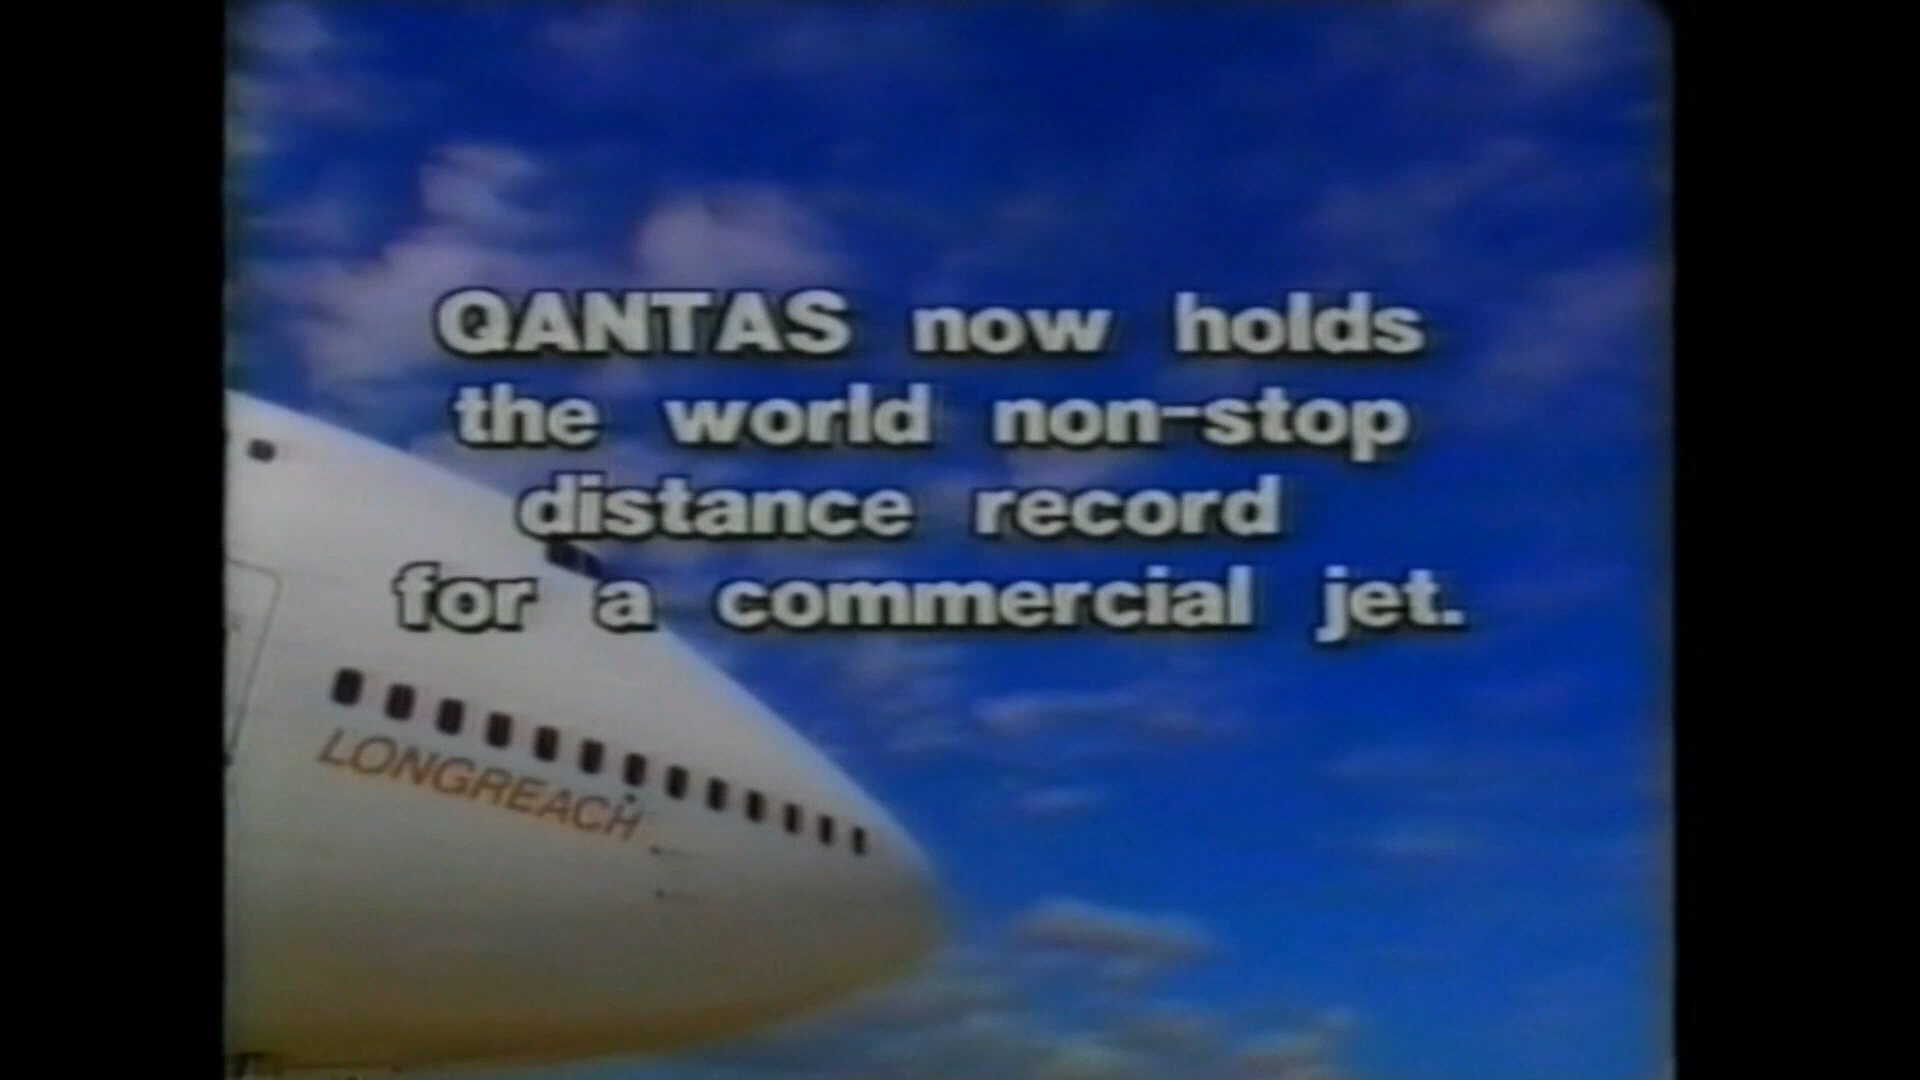 QANTAS now holds
the world non-stop
distance record
for a commercial jet.
LONGREACH